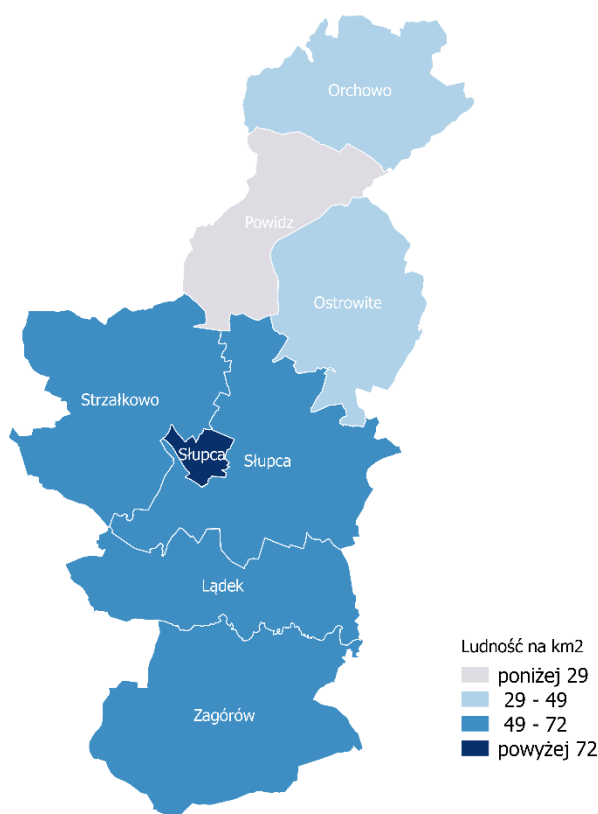 Orchowo
Powidz
Ostrowite
Strzałkowo
Słupca
Słupca
Lądek
Zagórów
Ludność na km2
poniżej 29
29 - 49
49 - 72
powyżej 72